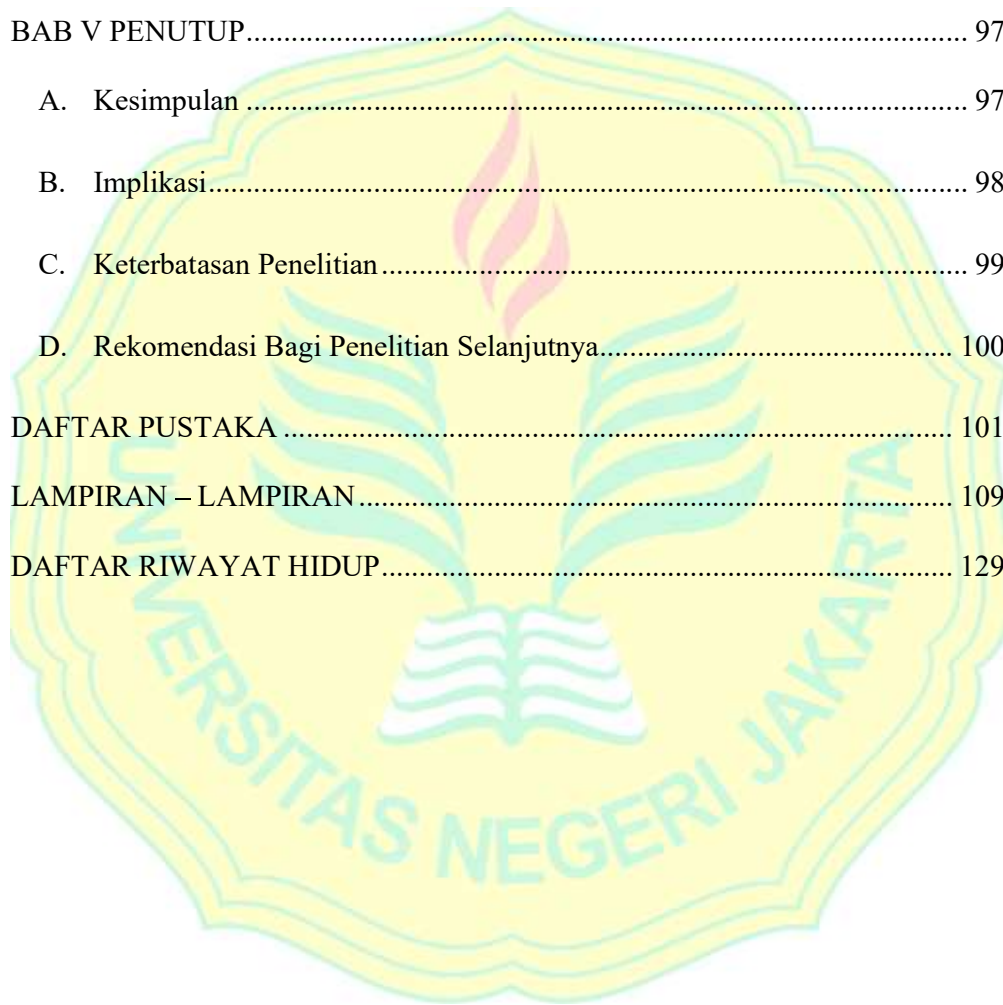 BAB V PENUTUP.......................................................................................... 97
A. Kesimpulan .......................................................................................... 97
B. Implikasi............................................................................................... 98
C. Keterbatasan Penelitian......................................................................... 99
D. Rekomendasi Bagi Penelitian Selanjutnya............................................ 100
DAFTAR PUSTAKA .................................................................................... 101
LAMPIRAN – LAMPIRAN.......................................................................... 109
DAFTAR RIWAYAT HIDUP....................................................................... 129
UNIVERSITAS NEGERI JAKARTA